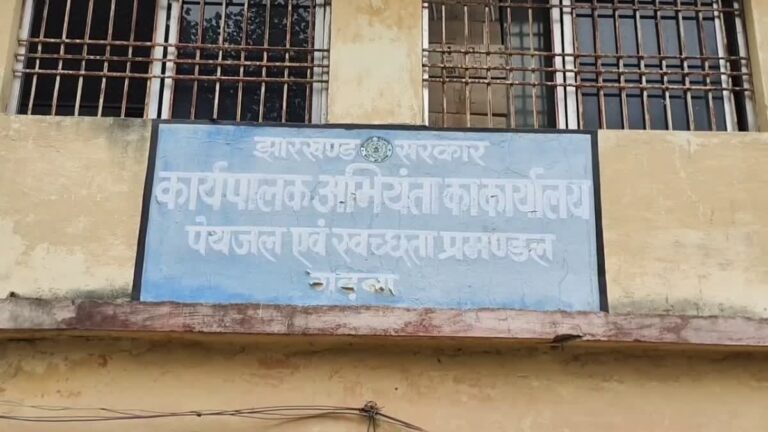 झारखण्ड सरकार
कार्यपालक अभियंता का कार्यालय
पेयजल एवं स्वच्छता प्रमण्डल
गढ़वा